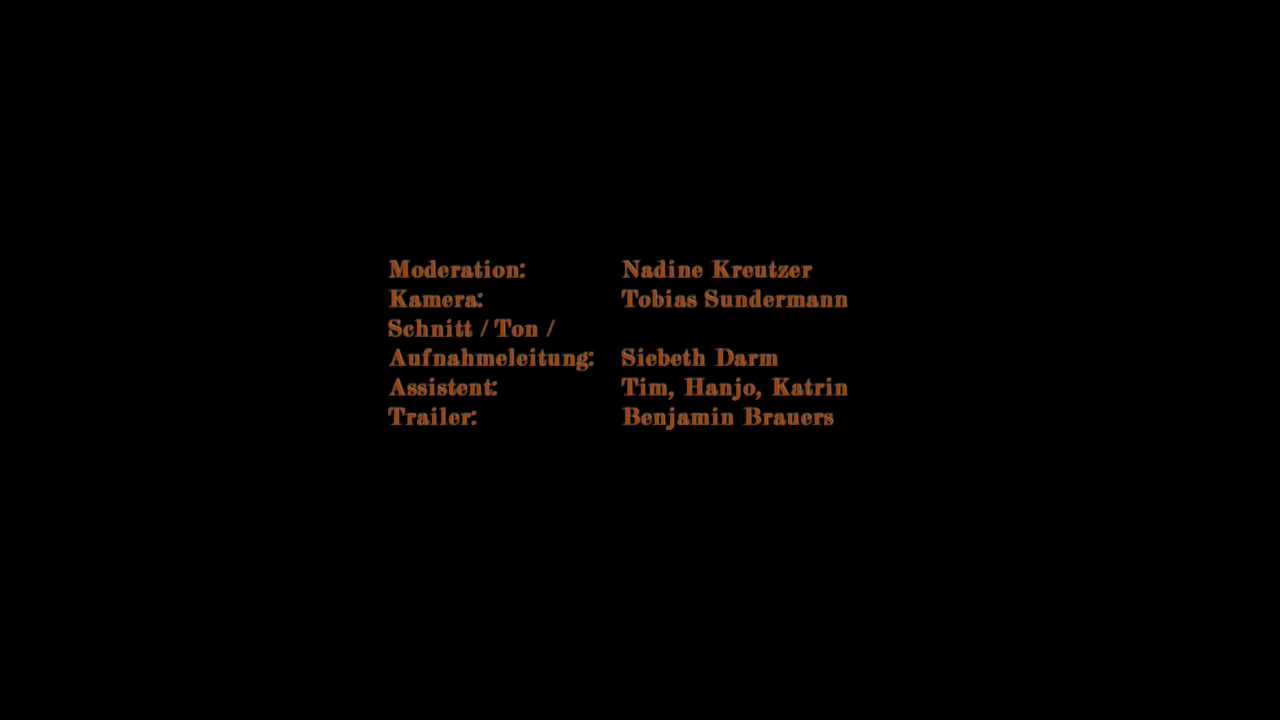 Moderation: Nadine Kreutzer
Kamera: Tobias Sundermann
Schnitt / Ton /
Aufnahmeleitung: Siebeth Darm
Assistent: Tim, Hanjo, Katrin
Trailer: Benjamin Brauers